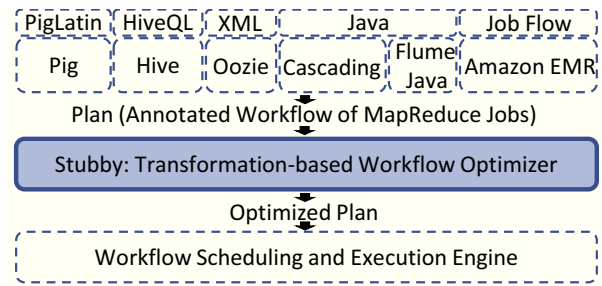 PigLatin HiveQL XML Java Job Flow
Pig Hive Oozie Cascading Flume Java Amazon EMR
Plan (Annotated Workflow of MapReduce Jobs)
Stubby: Transformation-based Workflow Optimizer
Optimized Plan
Workflow Scheduling and Execution Engine